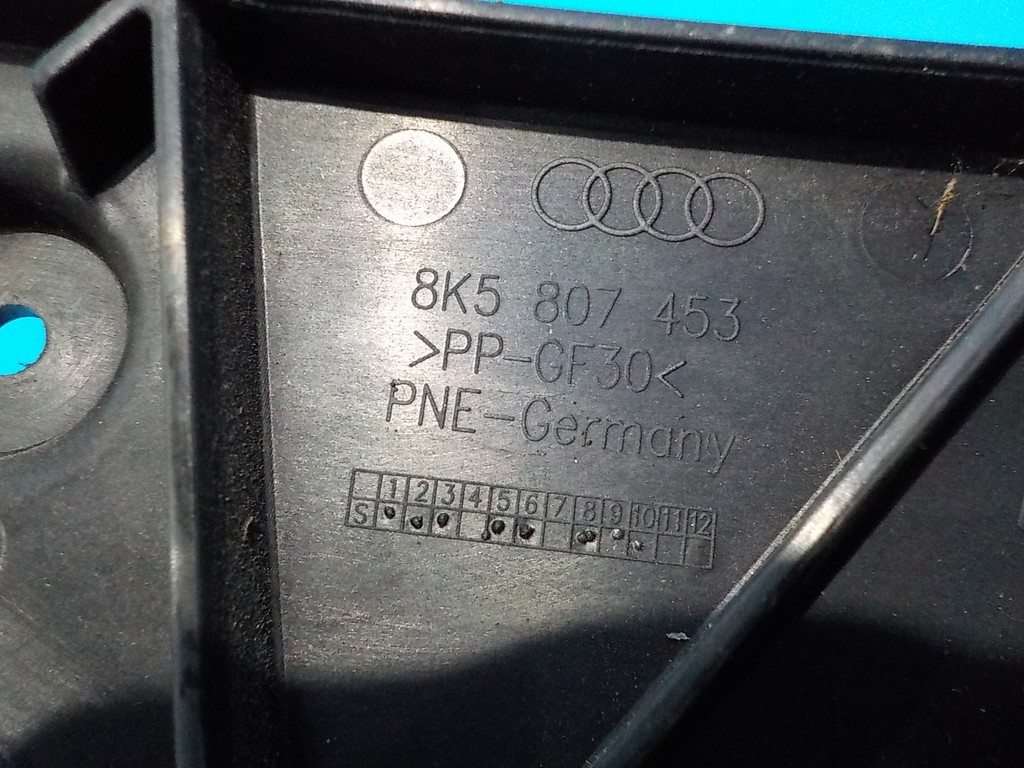 8K5 807 453
>PP-GF30<
PNE-Germany
1 2 3 4 5 6 7 8 9 10 11 12
S